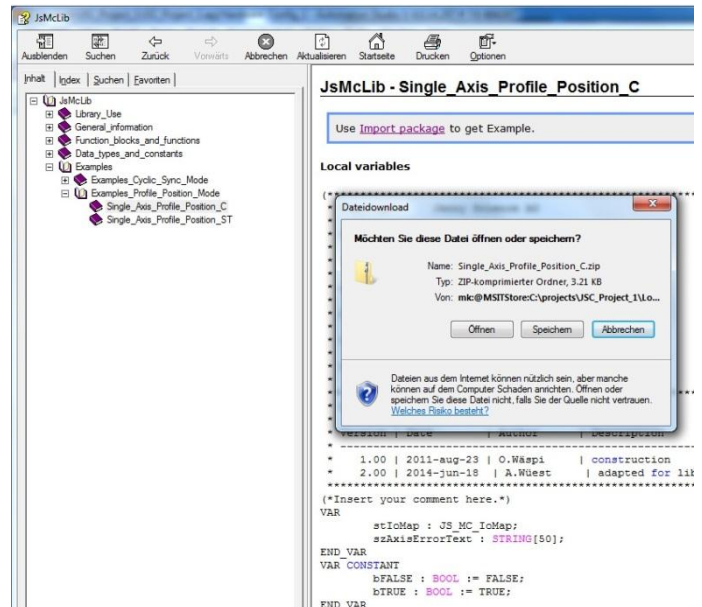 JsMcLib
Ausblenden Suchen Zurück Vorwärts Abbrechen Aktualisieren Startseite Drucken Optionen
Inhalt Index Suchen Favoriten
JsMcLib
Library_Use
General_information
Function_blocks_and_functions
Data_types_and_constants
Examples
Examples_Cyclic_Sync_Mode
Examples_Profile_Position_Mode
Single_Axis_Profile_Position_C
Single_Axis_Profile_Position_ST
JsMcLib - Single_Axis_Profile_Position_C
Use Import package to get Example.
Local variables
Dateidownload
Möchten Sie diese Datei öffnen oder speichern?
Name: Single_Axis_Profile_Position_C.zip
Typ: ZIP-komprimierter Ordner, 3.21 KB
Von: mk:@MSITStore:C:\projects\JSC_Project_1\Lo...
Öffnen Speichern Abbrechen
Dateien aus dem Internet können nützlich sein, aber manche
können auf dem Computer Schaden anrichten. Öffnen oder
speichern Sie diese Datei nicht, falls Sie der Quelle nicht vertrauen.
Welches Risiko besteht?
* Version | Date | Author | Description
* 1.00 | 2011-aug-23 | O.Wäspi | construction
* 2.00 | 2014-jun-18 | A.Wüest | adapted for lib
(*Insert your comment here.*)
VAR
stIoMap : JS_MC_IoMap;
szAxisErrorText : STRING[50];
END_VAR
VAR CONSTANT
bFALSE : BOOL := FALSE;
bTRUE : BOOL := TRUE;
END_VAR